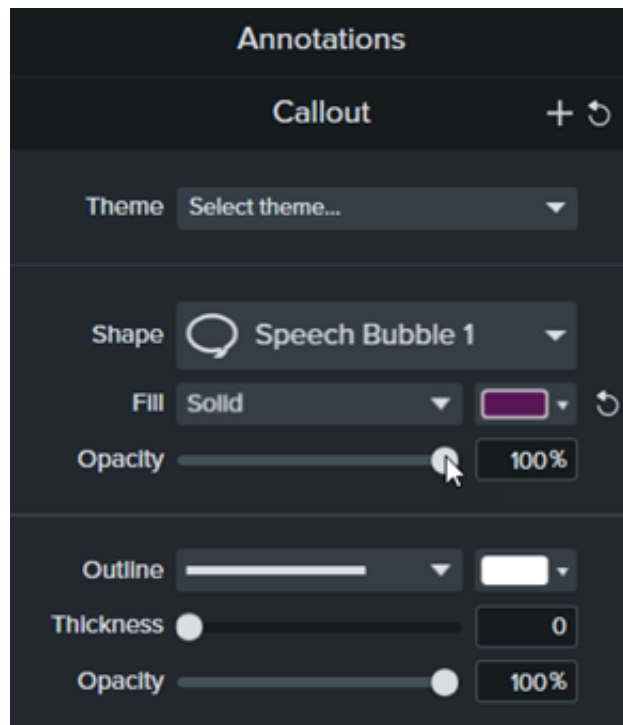 Annotations
Callout
Theme Select theme...
Shape Speech Bubble 1
Fill Solid
Opacity 100%
Outline
Thickness 0
Opacity 100%